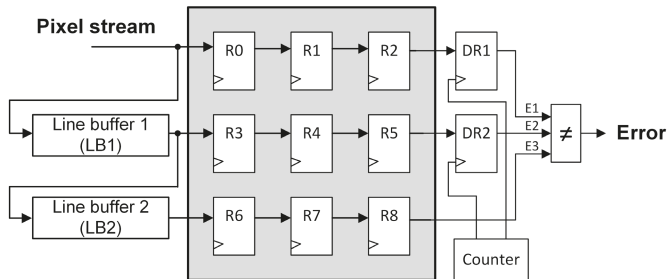 Pixel stream
R0 R1 R2 DR1
E1
Line buffer 1
(LB1)
R3 R4 R5 DR2
E2
≠
Error
E3
Line buffer 2
(LB2)
R6 R7 R8
Counter